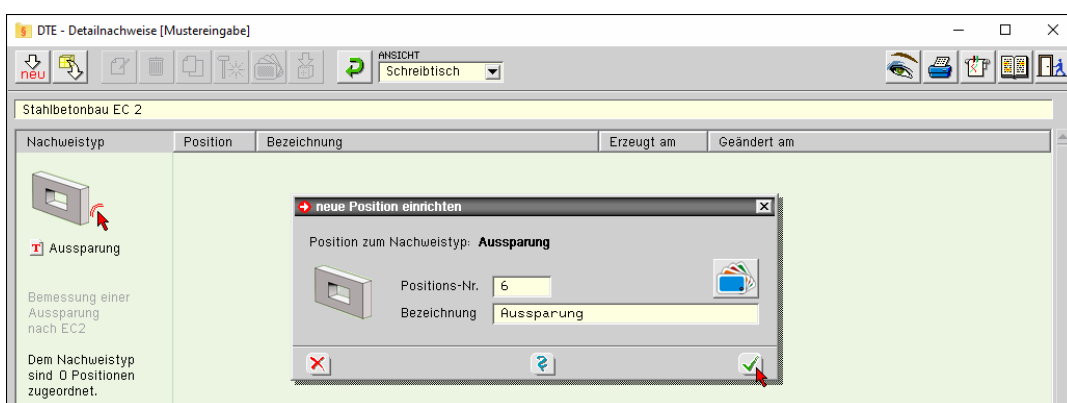 DTE - Detailnachweise [Mustereingabe]
neu
ANSICHT
Schreibtisch
Stahlbetonbau EC 2
Nachweistyp Position Bezeichnung Erzeugt am Geändert am
neue Position einrichten
Position zum Nachweistyp: Aussparung
T Aussparung
Positions-Nr. 6
Bezeichnung Aussparung
Bemessung einer
Aussparung
nach EC2
Dem Nachweistyp
sind 0 Positionen
zugeordnet.